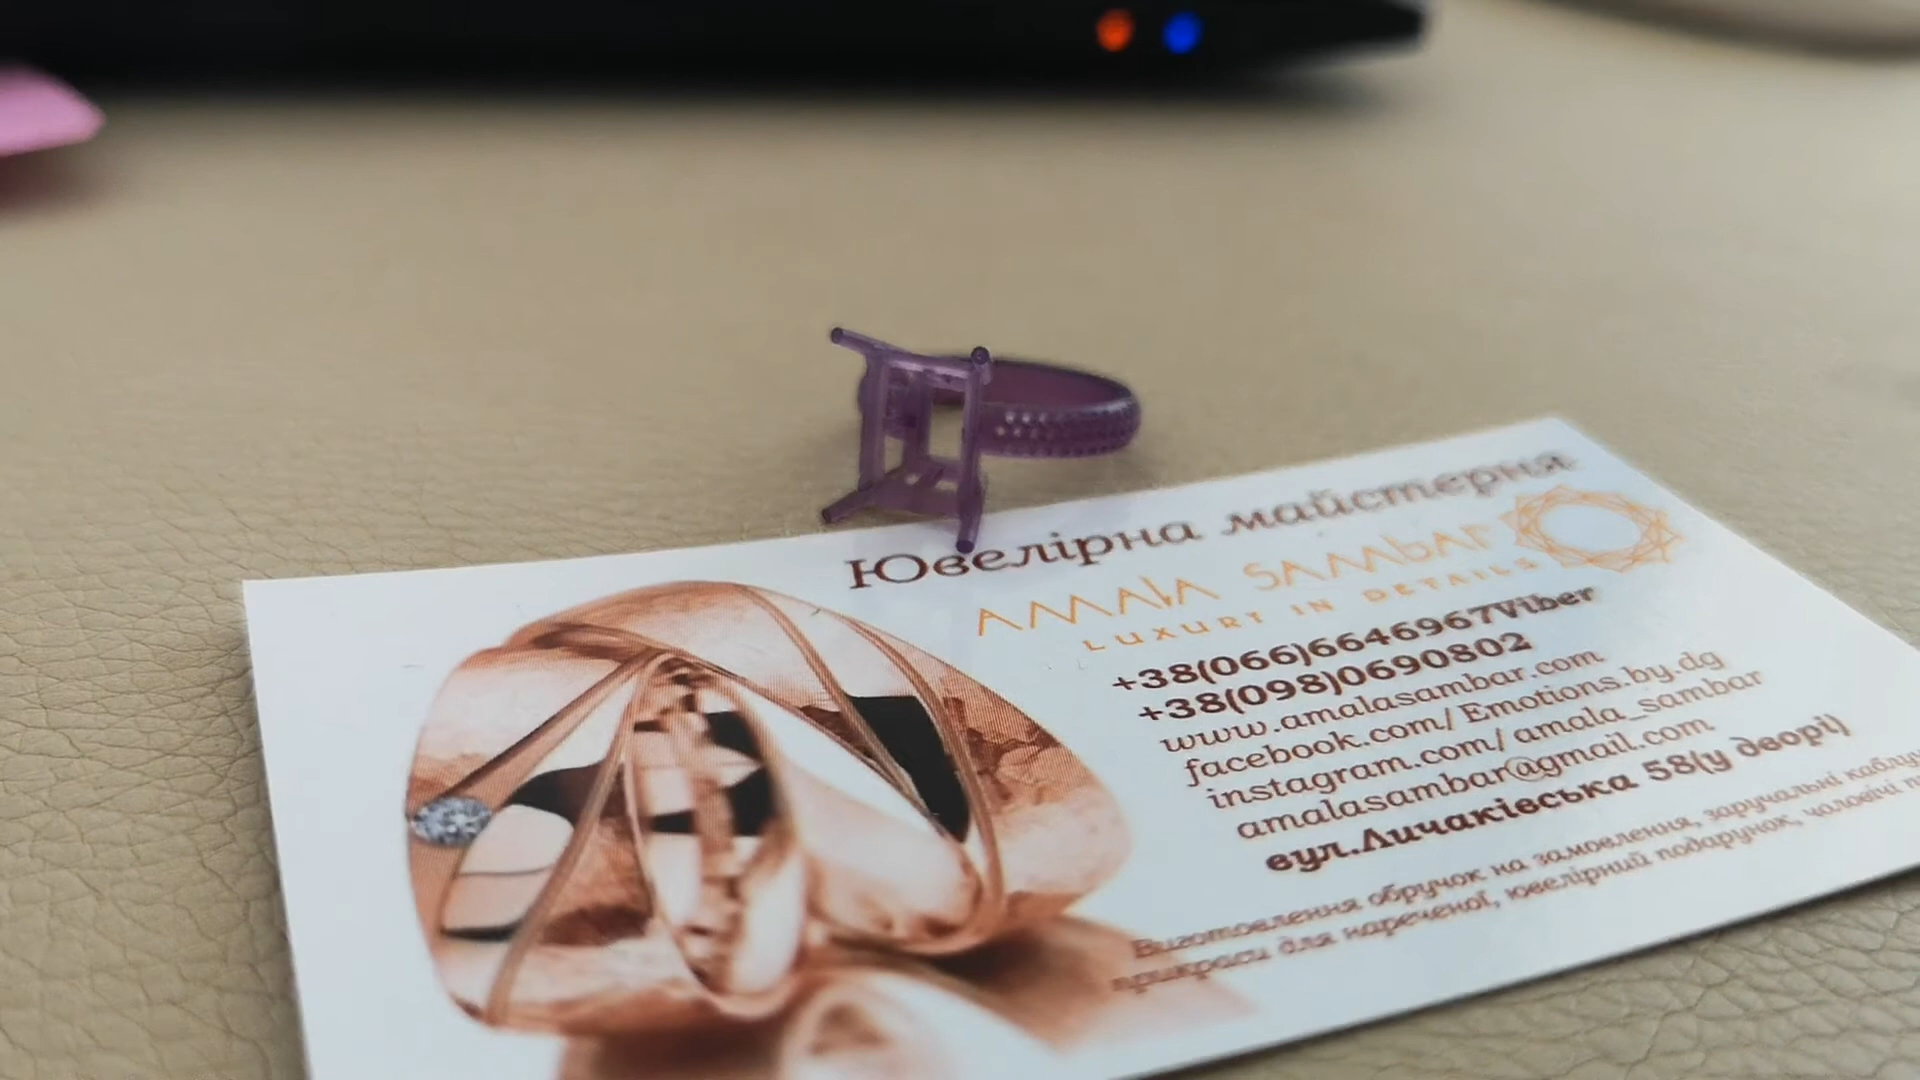 Ювелірна майстерня
AMALA SAMBAR
LUXURY IN DETAILS
+38(066)6646967Viber
+38(098)0690802
www.amalasambar.com
facebook.com/Emotions.by.dg
instagram.com/amala_sambar
amalasambar@gmail.com
вул.Личаківська 58(у дворі)
Виготовлення обручок на замовлення, заручальні каблу
прикраси для нареченої, ювелірний подарунок, чоловічі